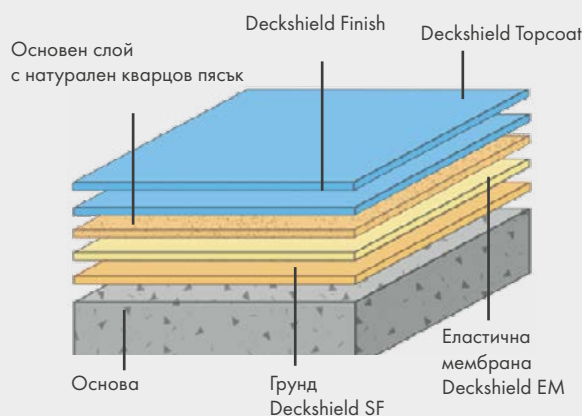 Deckshield Finish
Deckshield Topcoat
Основен слой
с натурален кварцов пясък
Еластична
мембрана
Deckshield EM
Основа
Грунд
Deckshield SF